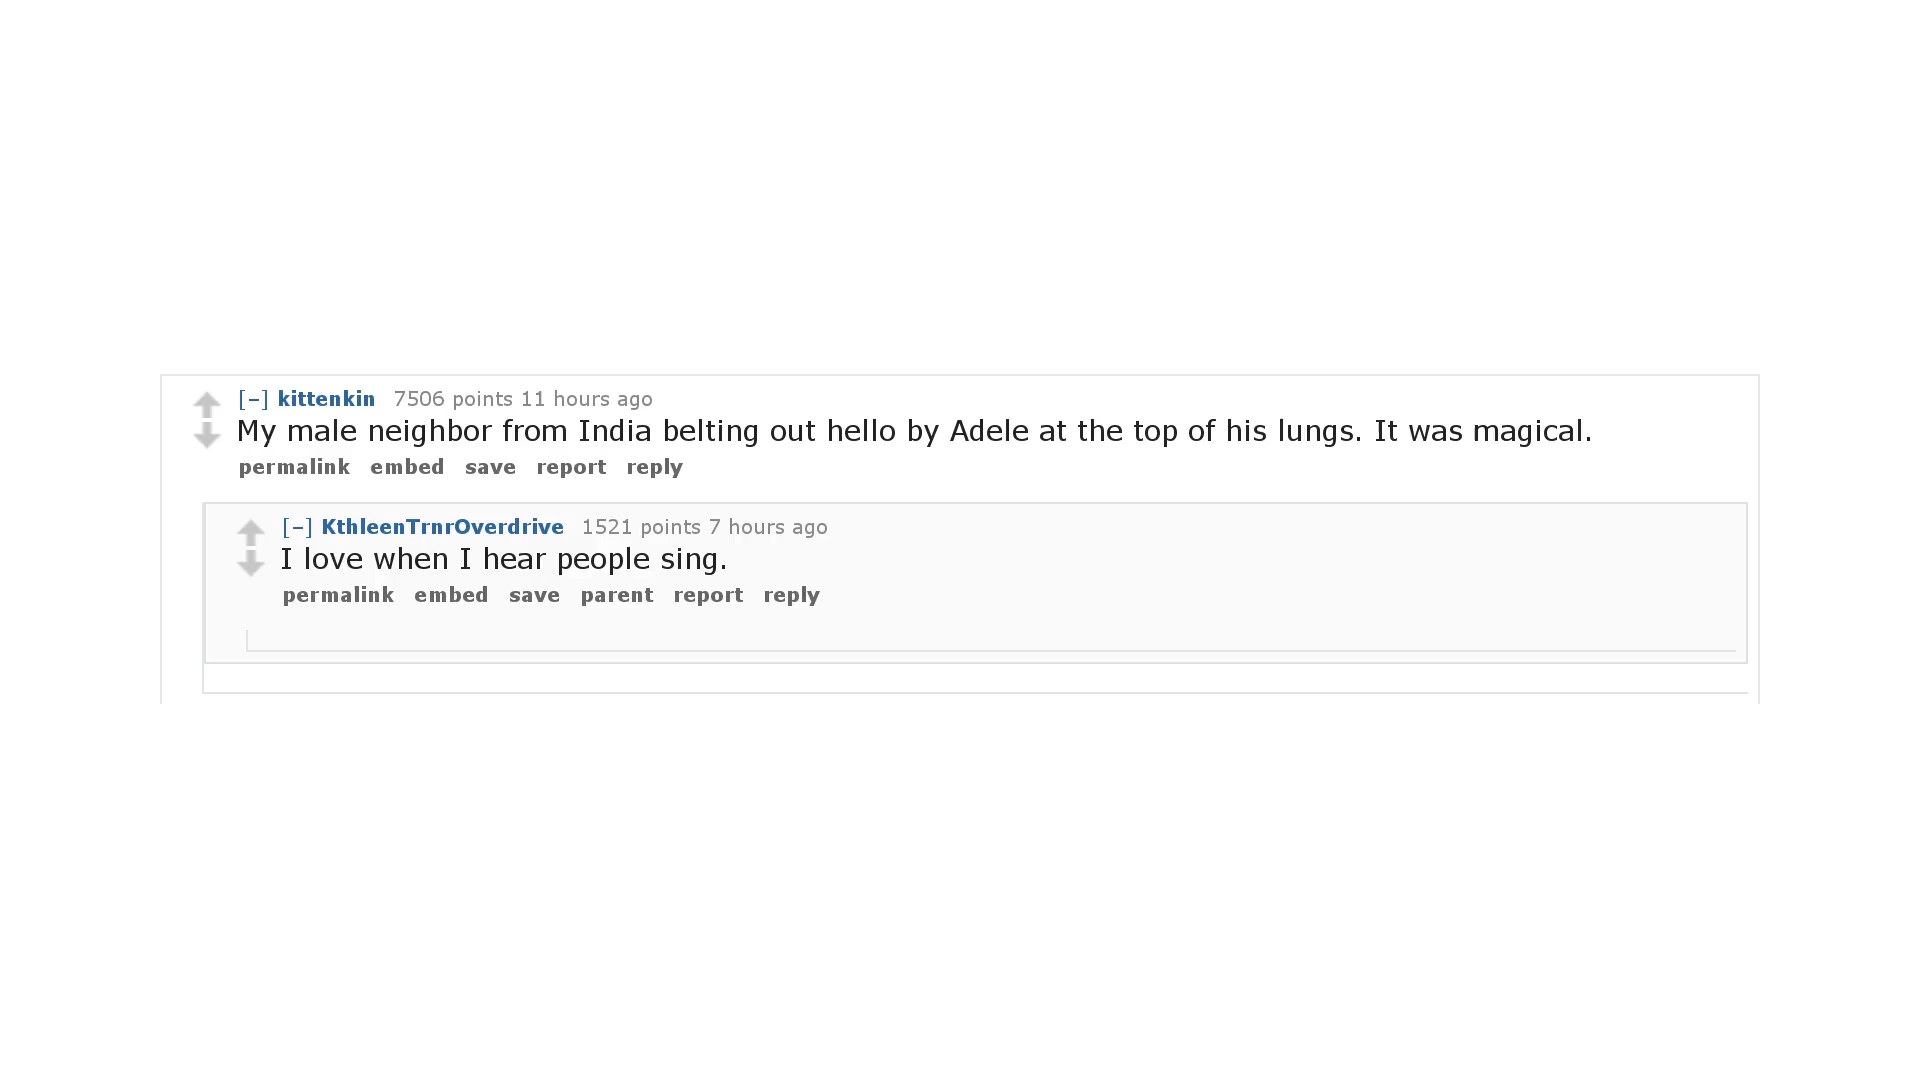 [–] kittenkin 7506 points 11 hours ago
My male neighbor from India belting out hello by Adele at the top of his lungs. It was magical.
permalink embed save report reply
[–] KthleenTrnrOverdrive 1521 points 7 hours ago
I love when I hear people sing.
permalink embed save parent report reply